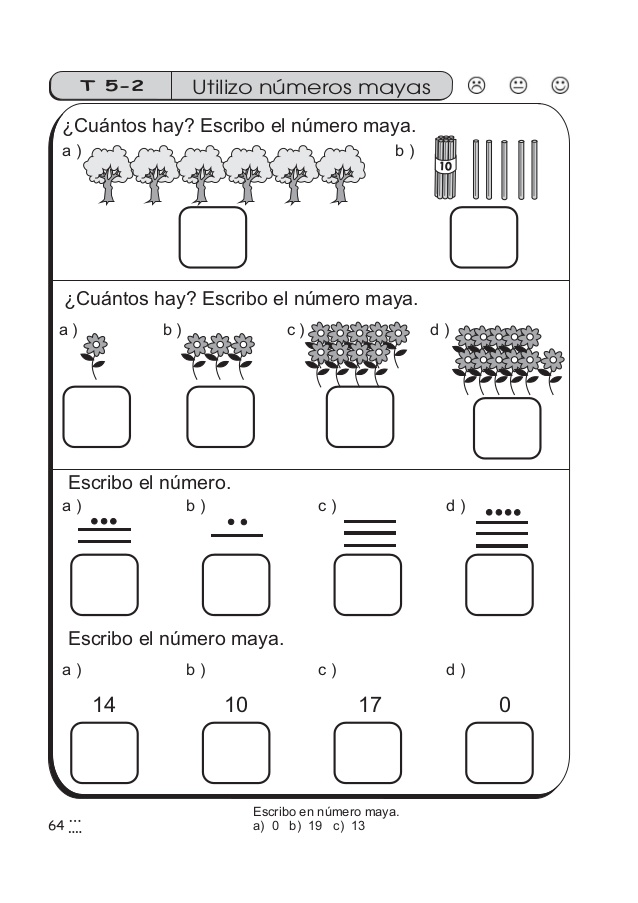 T 5-2 Utilizo números mayas
¿Cuántos hay? Escribo el número maya.
a ) b )
10
¿Cuántos hay? Escribo el número maya.
a ) b ) c ) d )
Escribo el número.
a ) b ) c ) d )
Escribo el número maya.
a ) b ) c ) d )
14 10 17 0
Escribo en número maya.
64 a) 0 b) 19 c) 13